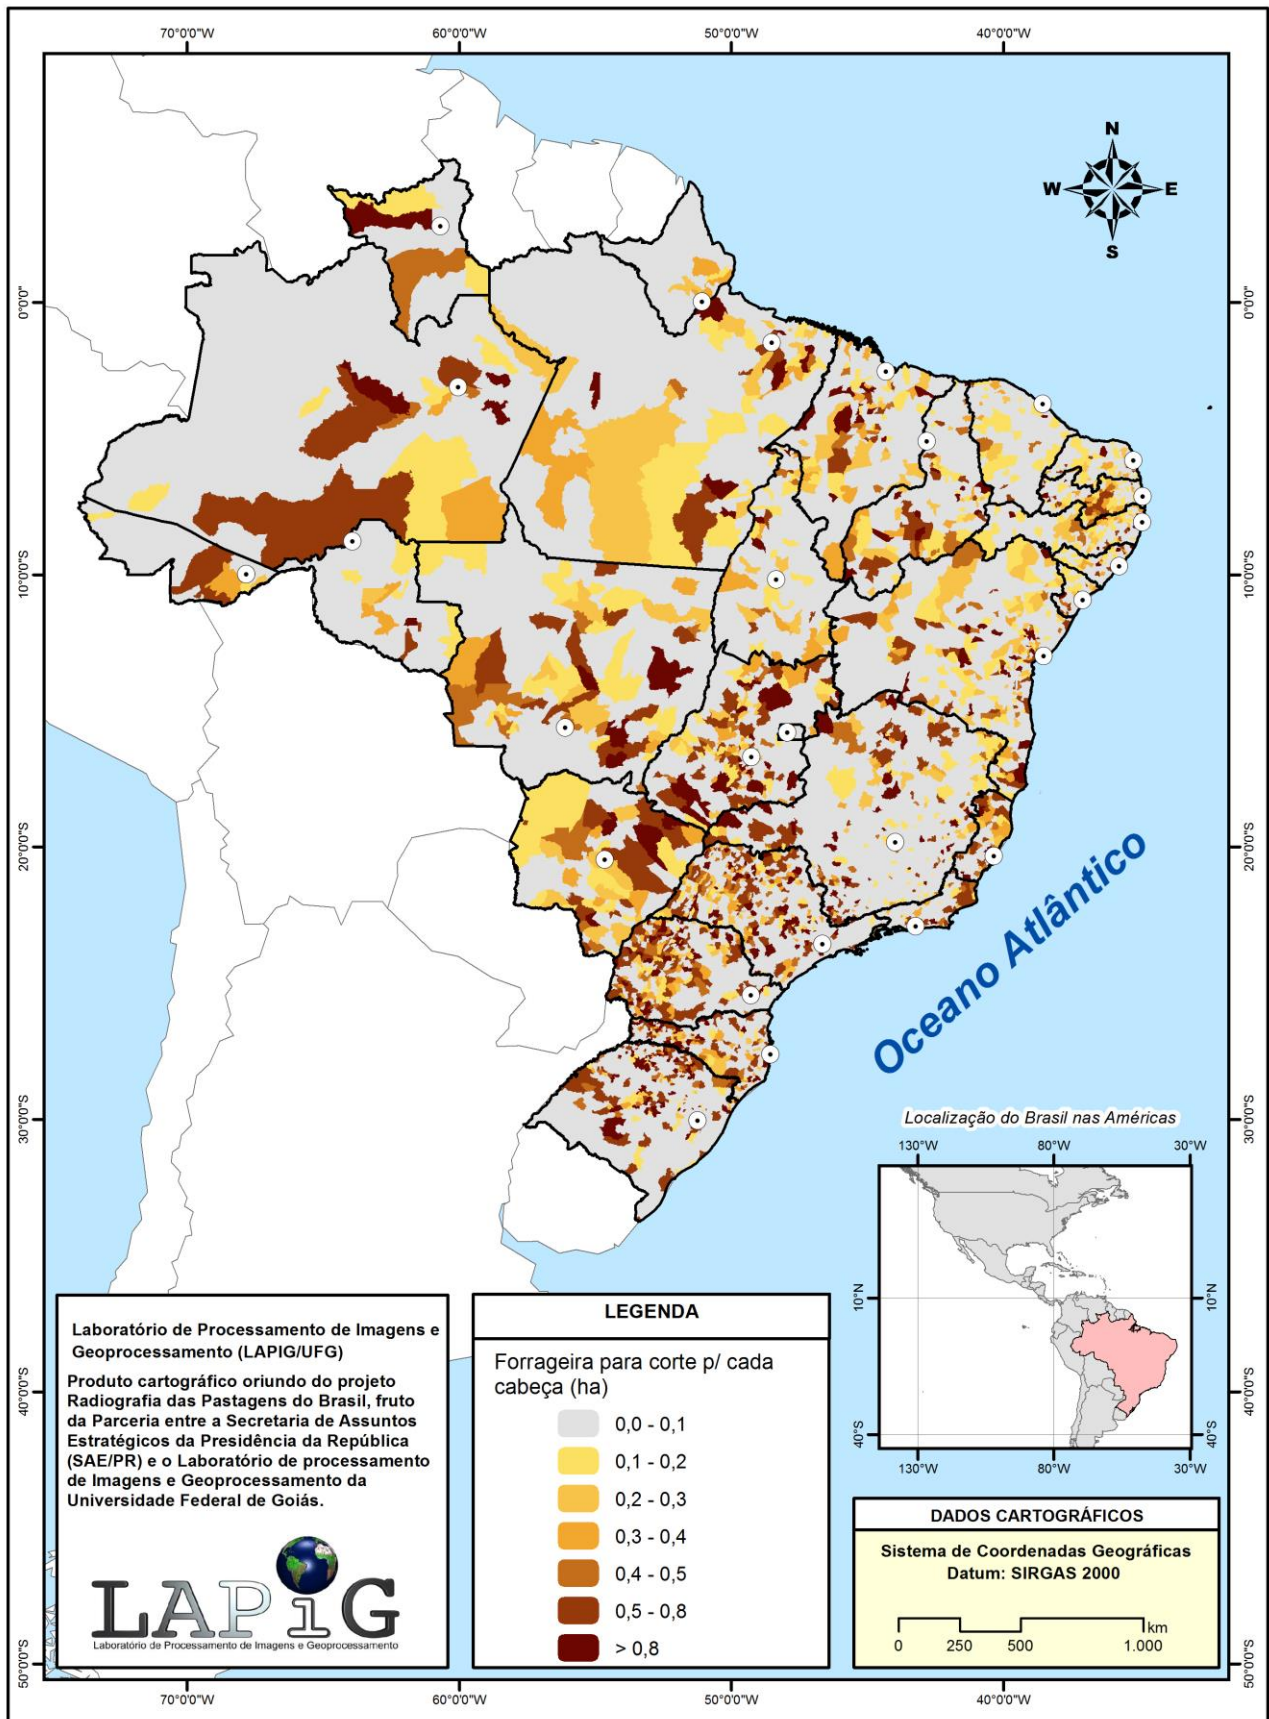 70°0'0"W
60°0'0"W
50°0'0"W
40°0'0"W
N
W
E
S
0°0'0"
0°0'0"
10°0'0"S
10°0'0"S
20°0'0"S
20°0'0"S
30°0'0"S
30°0'0"S
40°0'0"S
40°0'0"S
50°0'0"S
50°0'0"S
Oceano Atlântico
Localização do Brasil nas Américas
130°W
80°W
30°W
10°N
10°N
40°S
40°S
130°W
80°W
30°W
Laboratório de Processamento de Imagens e
Geoprocessamento (LAPIG/UFG)
Produto cartográfico oriundo do projeto
Radiografia das Pastagens do Brasil, fruto
da Parceria entre a Secretaria de Assuntos
Estratégicos da Presidência da República
(SAE/PR) e o Laboratório de processamento
de Imagens e Geoprocessamento da
Universidade Federal de Goiás.
LAPiG
Laboratório de Processamento de Imagens e Geoprocessamento
LEGENDA
Forrageira para corte p/ cada
cabeça (ha)
0,0 - 0,1
0,1 - 0,2
0,2 - 0,3
0,3 - 0,4
0,4 - 0,5
0,5 - 0,8
> 0,8
DADOS CARTOGRÁFICOS
Sistema de Coordenadas Geográficas
Datum: SIRGAS 2000
km
0 250 500 1.000
70°0'0"W
60°0'0"W
50°0'0"W
40°0'0"W